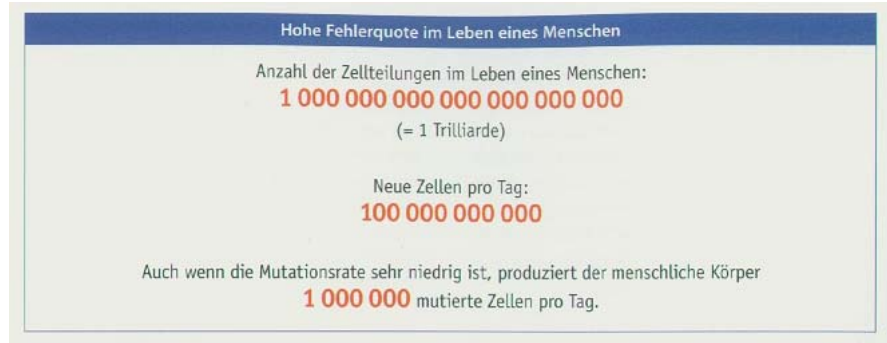 Hohe Fehlerquote im Leben eines Menschen
Anzahl der Zellteilungen im Leben eines Menschen:
1 000 000 000 000 000 000 000
(= 1 Trilliarde)
Neue Zellen pro Tag:
100 000 000 000
Auch wenn die Mutationsrate sehr niedrig ist, produziert der menschliche Körper
1 000 000 mutierte Zellen pro Tag.